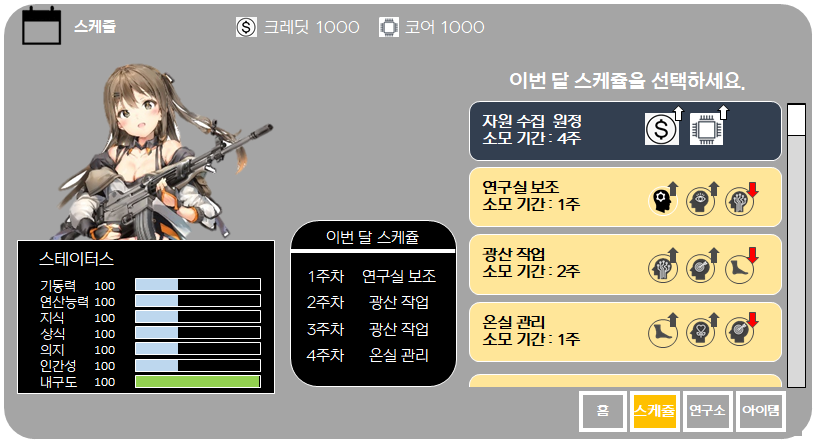 스케쥴
크레딧 1000
코어 1000
이번 달 스케쥴을 선택하세요.
자원 수집 원정
소모 기간 : 4주
연구실 보조
소모 기간 : 1주
광산 작업
소모 기간 : 2주
온실 관리
소모 기간 : 1주
스테이터스
기동력 100
연산능력 100
지식 100
상식 100
의지 100
인간성 100
내구도 100
이번 달 스케쥴
1주차 연구실 보조
2주차 광산 작업
3주차 광산 작업
4주차 온실 관리
홈
스케쥴
연구소
아이템